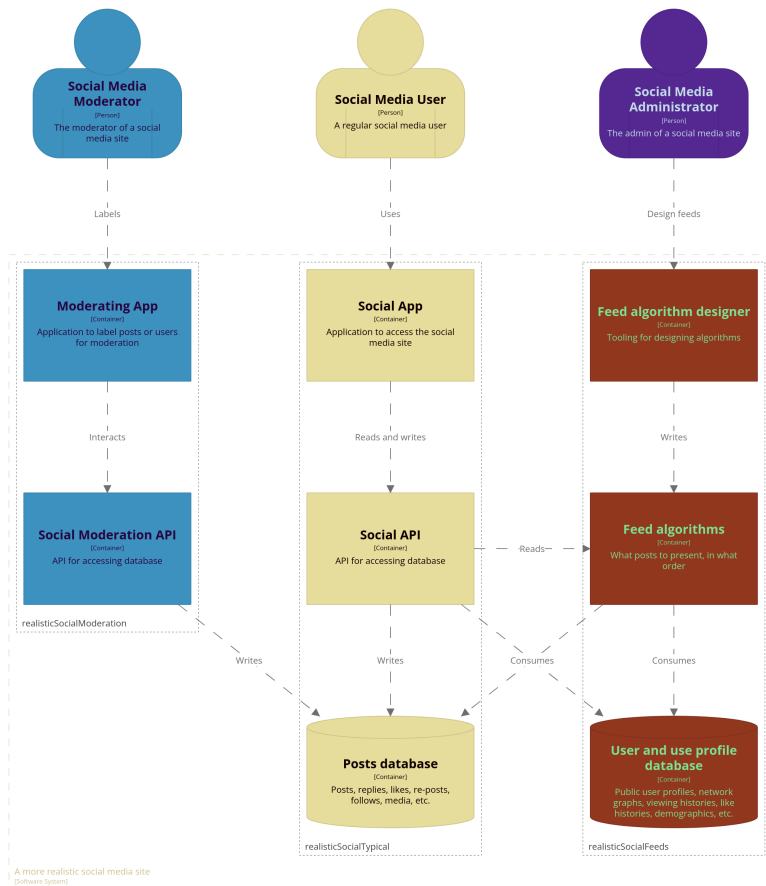 Social Media
Moderator
[Person]
The moderator of a social
media site
Social Media User
[Person]
A regular social media user
Social Media
Administrator
[Person]
The admin of a social media site
Labels
Uses
Design feeds
Moderating App
[Container]
Application to label posts or users
for moderation
Social App
[Container]
Application to access the social
media site
Feed algorithm designer
[Container]
Tooling for designing algorithms
Interacts
Reads and writes
Writes
Social Moderation API
[Container]
API for accessing database
Social API
[Container]
API for accessing database
Reads
Feed algorithms
[Container]
What posts to present, in what
order
realisticSocialModeration
Writes
Writes
Consumes
Consumes
Posts database
[Container]
Posts, replies, likes, re-posts,
follows, media, etc.
User and use profile
database
[Container]
Public user profiles, network
graphs, viewing histories, like
histories, demographics, etc.
realisticSocialTypical
realisticSocialFeeds
A more realistic social media site
[Software System]